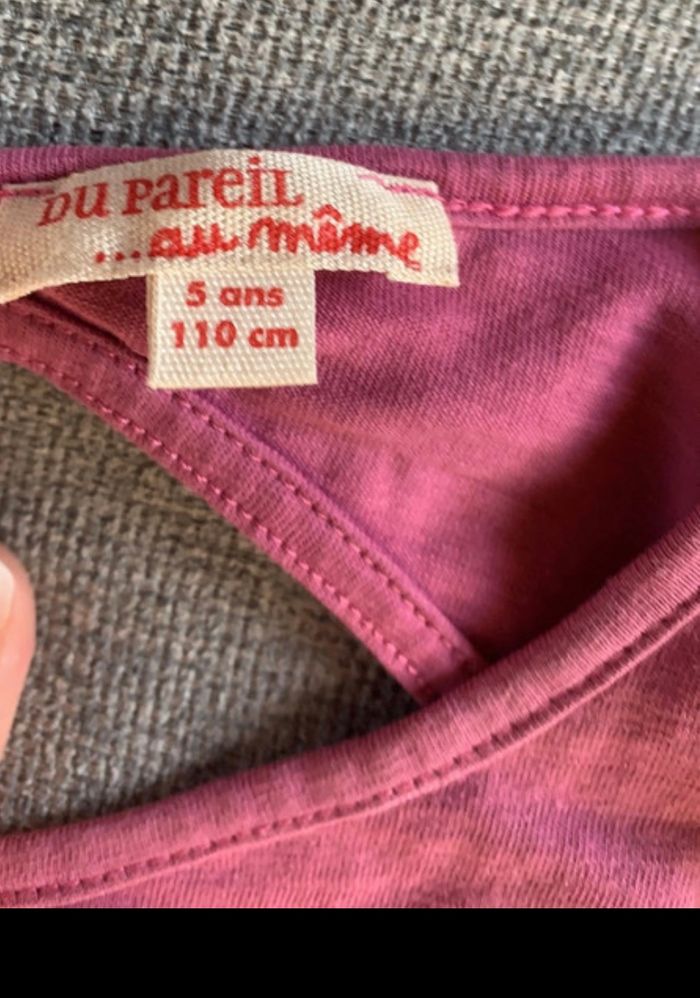 DU PareiL
...au même
5 ans
110 cm